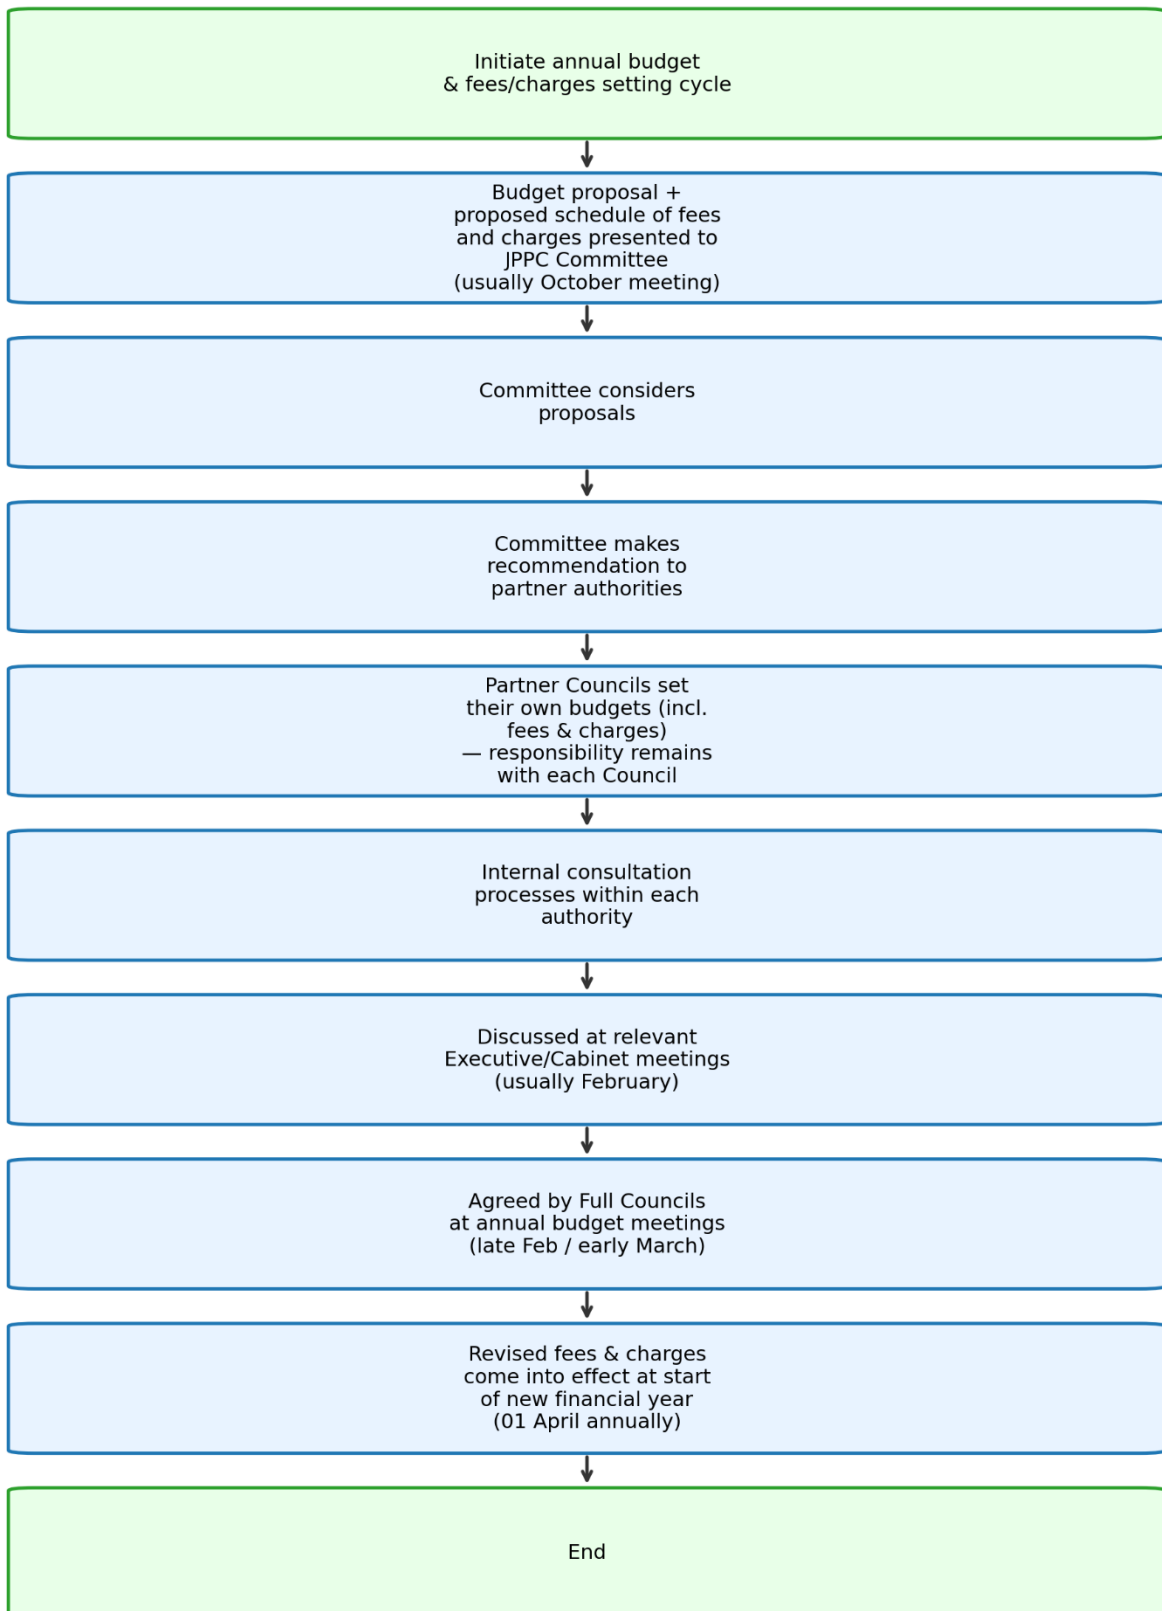 Initiate annual budget
& fees/charges setting cycle
Budget proposal +
proposed schedule of fees
and charges presented to
JPPC Committee
(usually October meeting)
Committee considers
proposals
Committee makes
recommendation to
partner authorities
Partner Councils set
their own budgets (incl.
fees & charges)
— responsibility remains
with each Council
Internal consultation
processes within each
authority
Discussed at relevant
Executive/Cabinet meetings
(usually February)
Agreed by Full Councils
at annual budget meetings
(late Feb / early March)
Revised fees & charges
come into effect at start
of new financial year
(01 April annually)
End